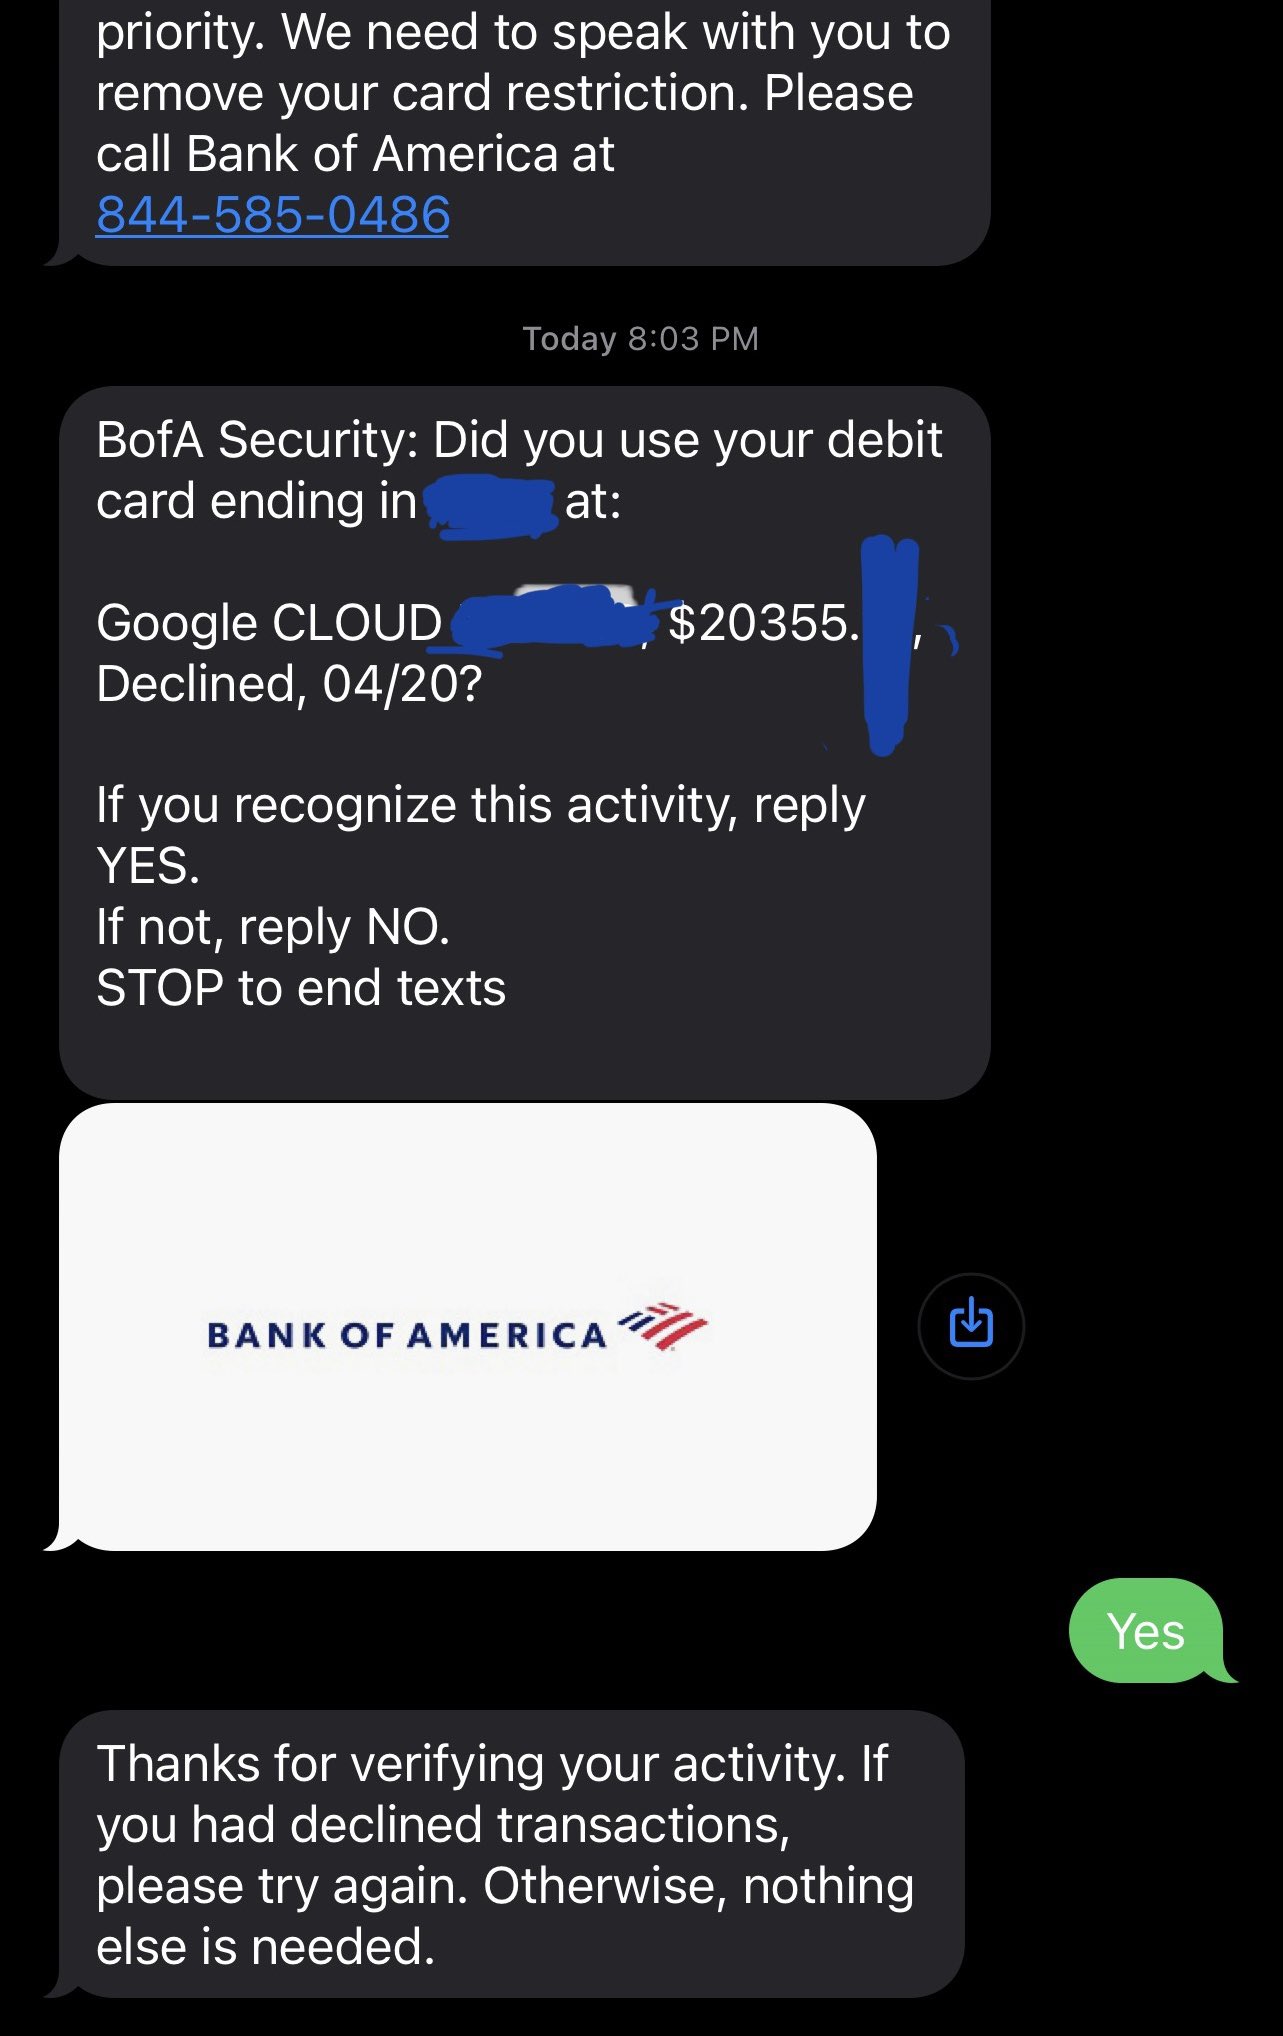 priority. We need to speak with you to
remove your card restriction. Please
call Bank of America at
844-585-0486
Today 8:03 PM
BofA Security: Did you use your debit
card ending in at:
Google CLOUD , $20355. ,
Declined, 04/20?
If you recognize this activity, reply
YES.
If not, reply NO.
STOP to end texts
BANK OF AMERICA
Yes
Thanks for verifying your activity. If
you had declined transactions,
please try again. Otherwise, nothing
else is needed.